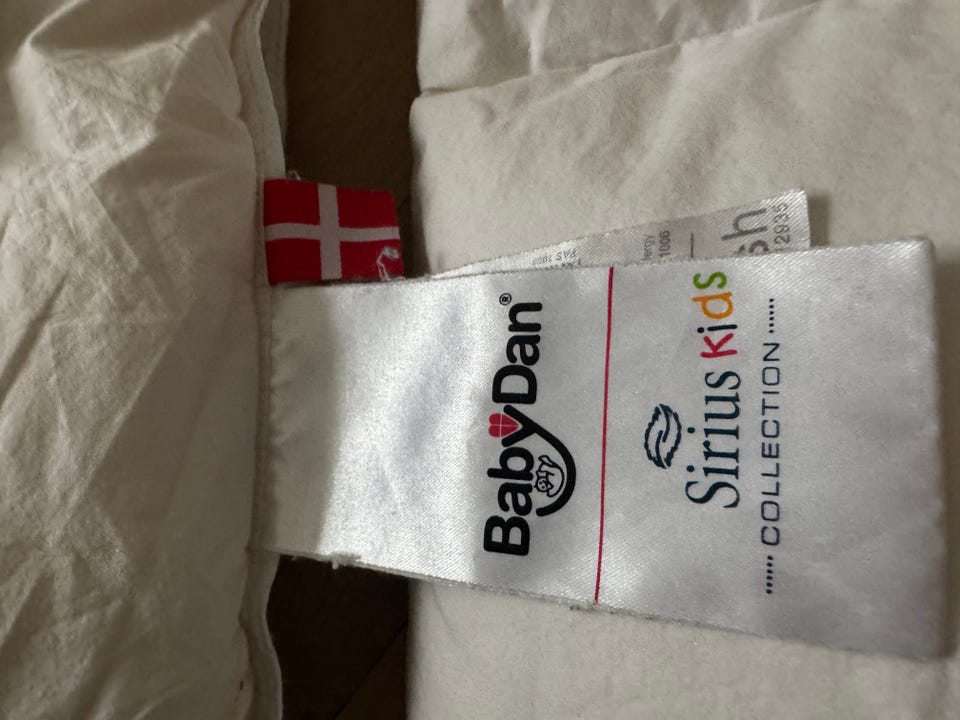 BabyDan®
Sirius kids
...... COLLECTION ......